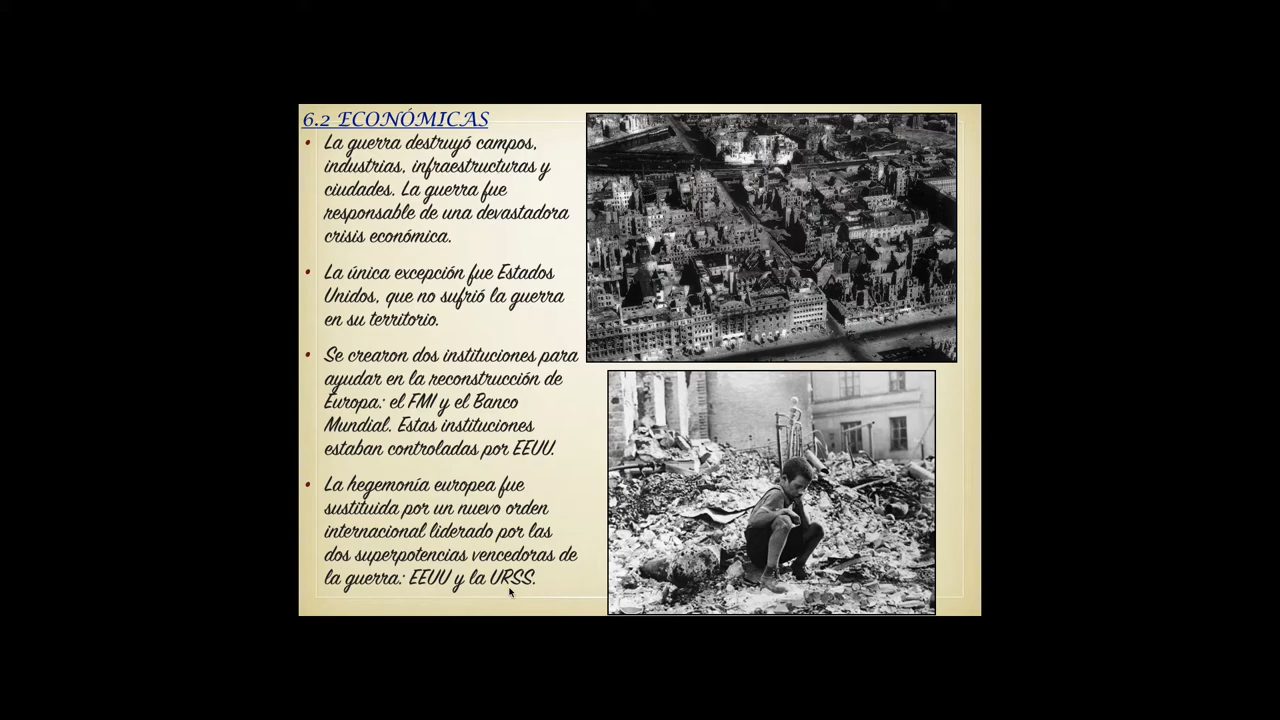 6.2 ECONÓMICAS
• La guerra destruyó campos,
industrias, infraestructuras y
ciudades. La guerra fue
responsable de una devastadora
crisis económica.
• La única excepción fue Estados
Unidos, que no sufrió la guerra
en su territorio.
• Se crearon dos instituciones para
ayudar en la reconstrucción de
Europa: el FMI y el Banco
Mundial. Estas instituciones
estaban controladas por EEUU.
• La hegemonía europea fue
sustituida por un nuevo orden
internacional liderado por las
dos superpotencias vencedoras de
la guerra: EEUU y la URSS.